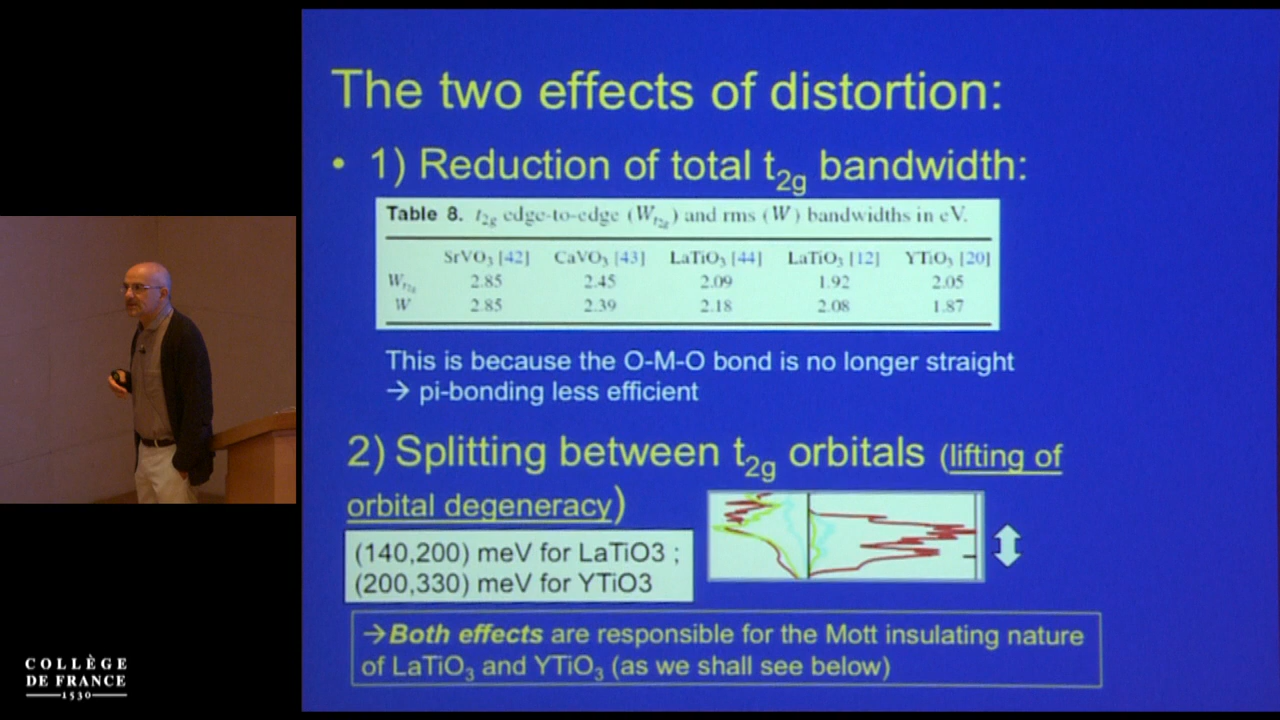 The two effects of distortion:
• 1) Reduction of total t2g bandwidth:
Table 8. t2g edge-to-edge (Wt2g) and rms (W) bandwidths in eV.
SrVO3 [42] CaVO3 [43] LaTiO3 [44] LaTiO3 [12] YTiO3 [20]
Wt2g 2.85 2.45 2.09 1.92 2.05
W 2.85 2.39 2.18 2.08 1.87
This is because the O-M-O bond is no longer straight
→ pi-bonding less efficient
2) Splitting between t2g orbitals (lifting of
orbital degeneracy)
(140,200) meV for LaTiO3 ;
(200,330) meV for YTiO3
→Both effects are responsible for the Mott insulating nature
of LaTiO3 and YTiO3 (as we shall see below)
COLLÈGE
DE FRANCE
1530